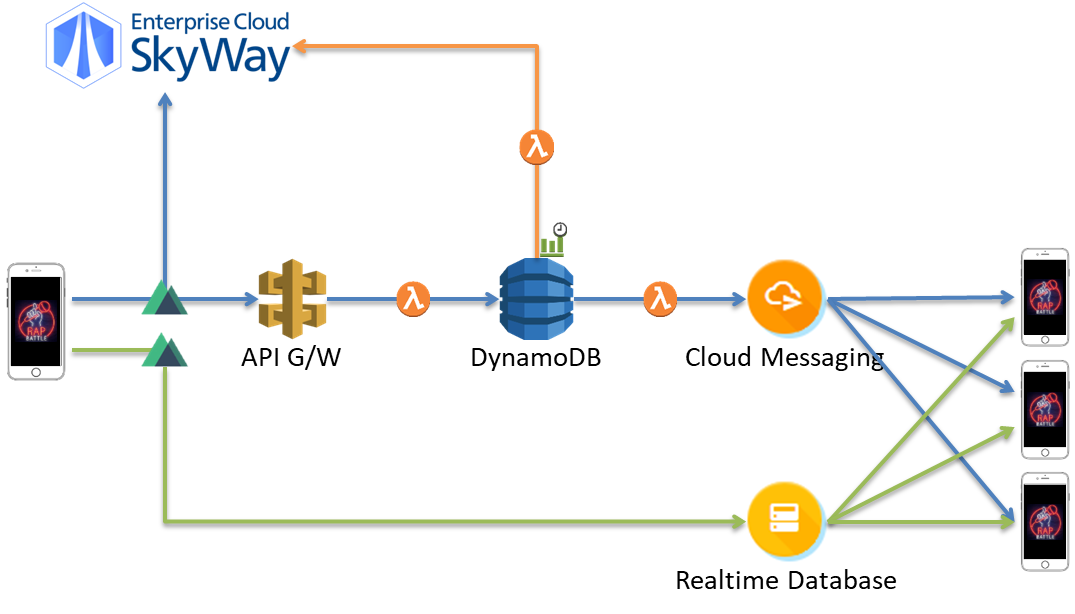 Enterprise Cloud
SkyWay
λ
λ
λ
API G/W
DynamoDB
Cloud Messaging
RAP
BATTLE
RAP
BATTLE
RAP
BATTLE
RAP
BATTLE
Realtime Database